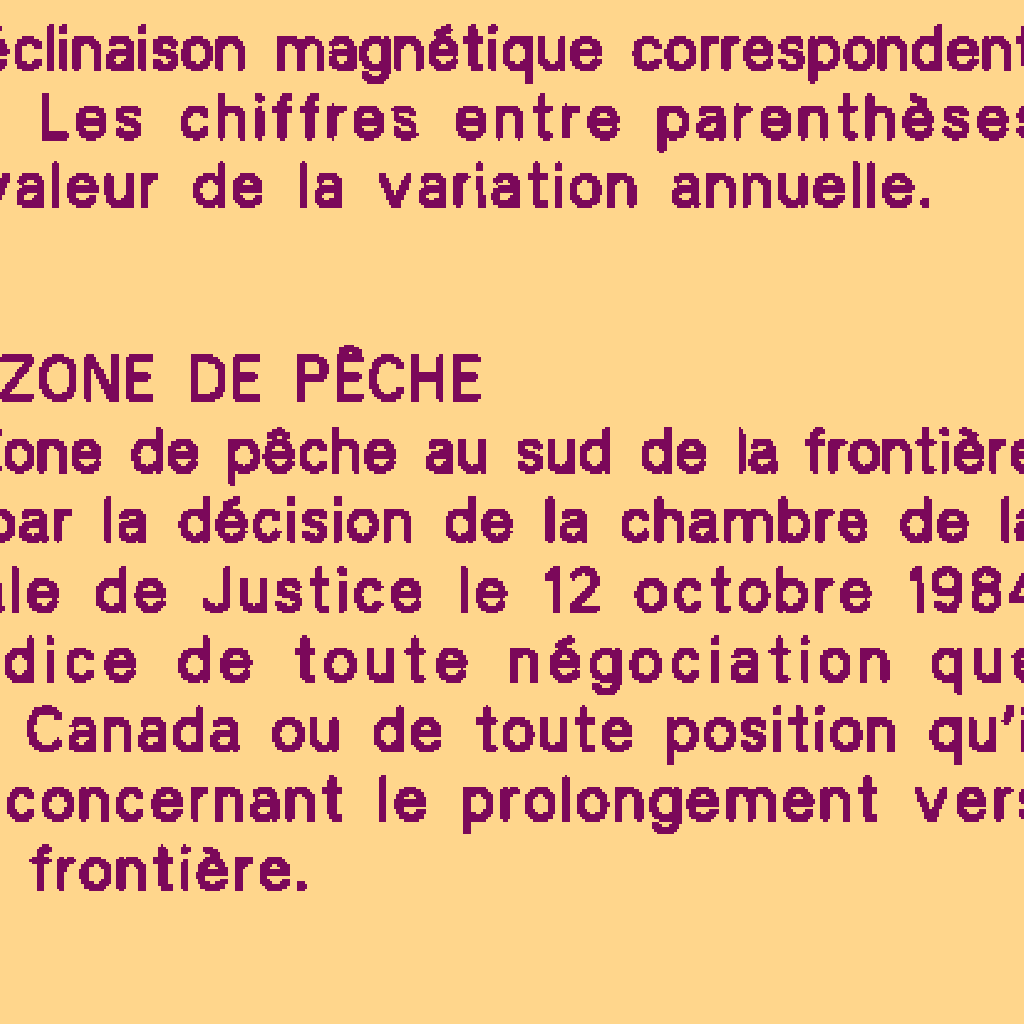 éclinaison magnétique correspondent
Les chiffres entre parenthèses
valeur de la variation annuelle.
ZONE DE PÊCHE
Zone de pêche au sud de la frontière
par la décision de la chambre de la
ale de Justice le 12 octobre 1984
dice de toute négociation que
Canada ou de toute position qu'i
concernant le prolongement vers
frontière.